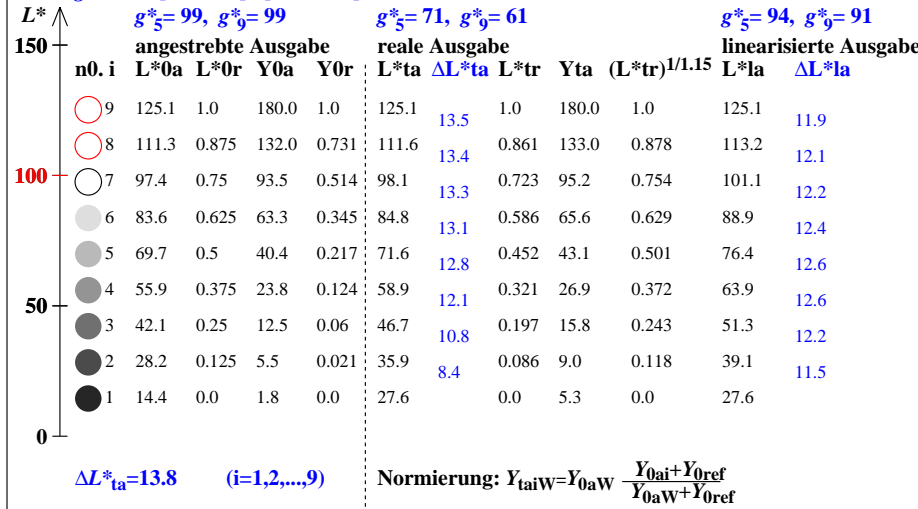 L* g*5= 99, g*9= 99 g*5= 71, g*9= 61 g*5= 94, g*9= 91
150 angestrebte Ausgabe reale Ausgabe linearisierte Ausgabe
n0. i L*0a L*0r Y0a Y0r L*ta ΔL*ta L*tr Yta (L*tr)1/1.15 L*la ΔL*la
9 125.1 1.0 180.0 1.0 125.1 1.0 180.0 1.0 125.1
13.5 11.9
8 111.3 0.875 132.0 0.731 111.6 0.861 133.0 0.878 113.2
13.4 12.1
100 7 97.4 0.75 93.5 0.514 98.1 0.723 95.2 0.754 101.1
13.3 12.2
6 83.6 0.625 63.3 0.345 84.8 0.586 65.6 0.629 88.9
13.1 12.4
5 69.7 0.5 40.4 0.217 71.6 0.452 43.1 0.501 76.4
12.8 12.6
4 55.9 0.375 23.8 0.124 58.9 0.321 26.9 0.372 63.9
50 12.1 12.6
3 42.1 0.25 12.5 0.06 46.7 0.197 15.8 0.243 51.3
10.8 12.2
2 28.2 0.125 5.5 0.021 35.9 0.086 9.0 0.118 39.1
8.4 11.5
1 14.4 0.0 1.8 0.0 27.6 0.0 5.3 0.0 27.6
0
ΔL*ta=13.8 (i=1,2,...,9) Normierung: YtaiW=Y0aW Y0ai+Y0ref
Y0aW+Y0ref